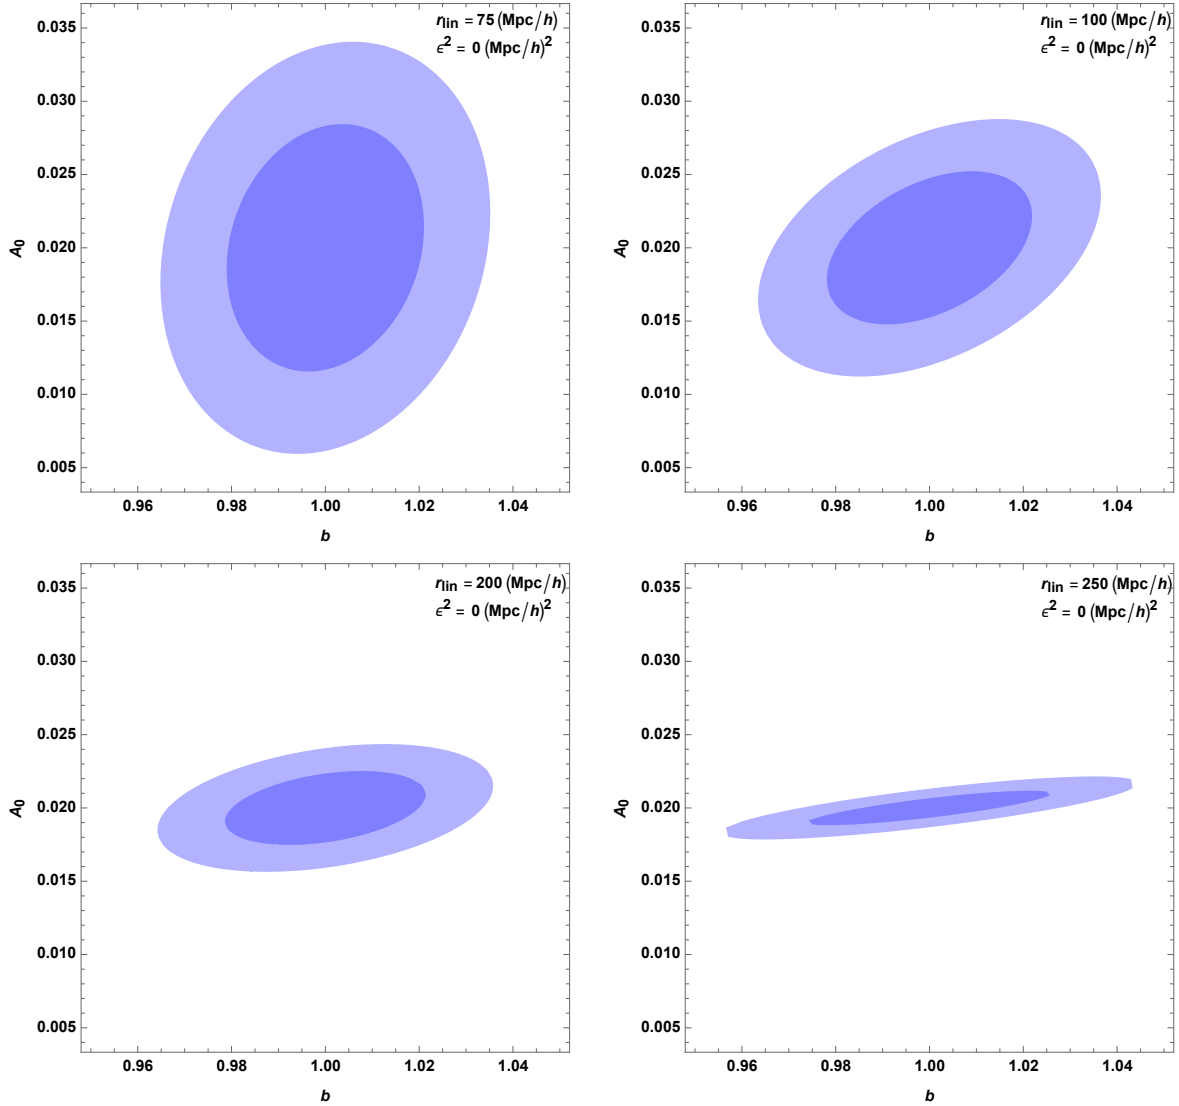 r_lin = 75 (Mpc/h)
ϵ² = 0 (Mpc/h)²
0.035
0.030
0.025
0.020
0.015
0.010
0.005
A₀
0.96 0.98 1.00 1.02 1.04
b
r_lin = 100 (Mpc/h)
ϵ² = 0 (Mpc/h)²
0.035
0.030
0.025
0.020
0.015
0.010
0.005
A₀
0.96 0.98 1.00 1.02 1.04
b
r_lin = 200 (Mpc/h)
ϵ² = 0 (Mpc/h)²
0.035
0.030
0.025
0.020
0.015
0.010
0.005
A₀
0.96 0.98 1.00 1.02 1.04
b
r_lin = 250 (Mpc/h)
ϵ² = 0 (Mpc/h)²
0.035
0.030
0.025
0.020
0.015
0.010
0.005
A₀
0.96 0.98 1.00 1.02 1.04
b